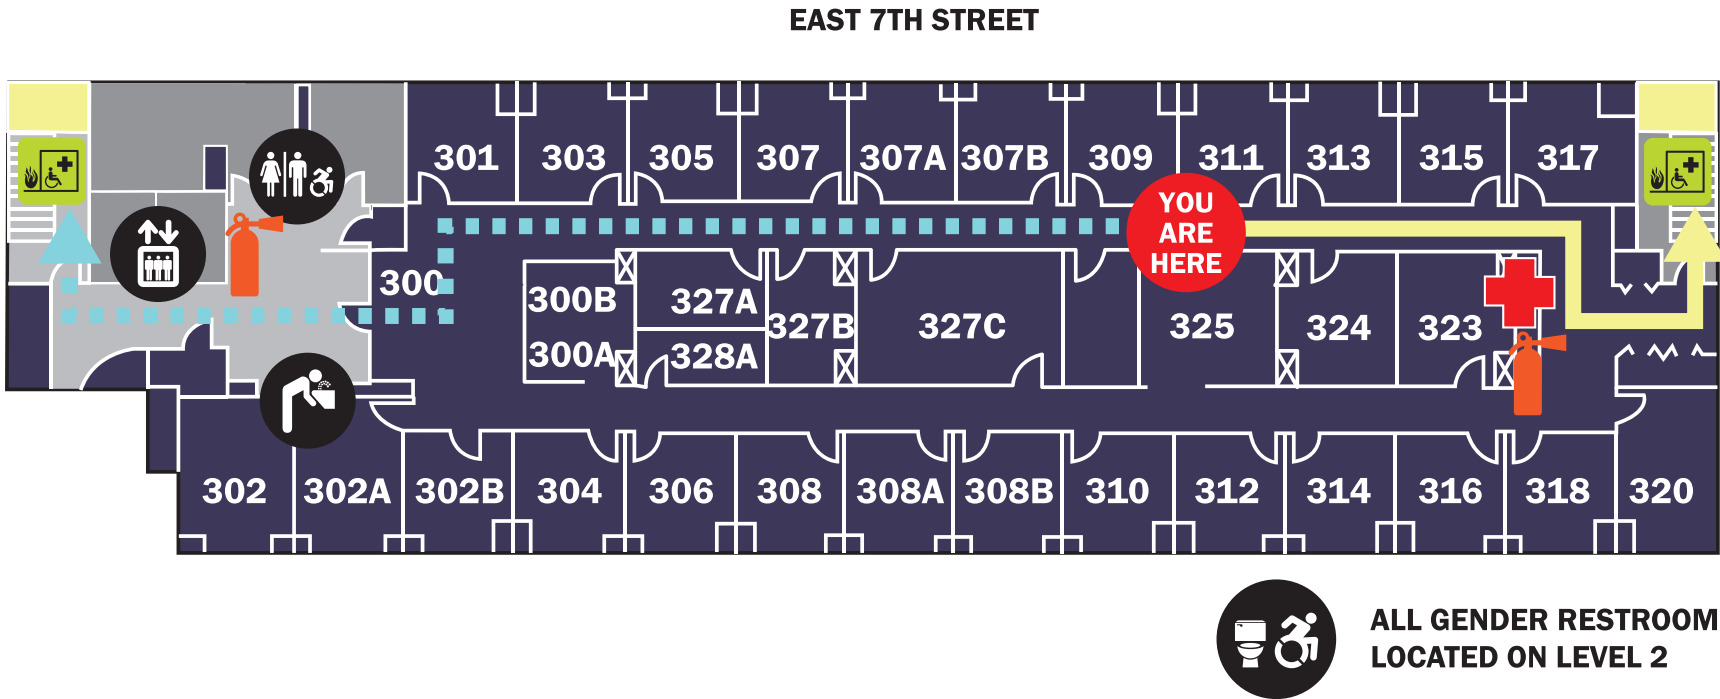 EAST 7TH STREET
301 303 305 307 307A 307B 309 311 313 315 317
YOU
ARE
HERE
300 300B 327A 327B 327C 325 324 323
300A 328A
302 302A 302B 304 306 308 308A 308B 310 312 314 316 318 320
ALL GENDER RESTROOM
LOCATED ON LEVEL 2